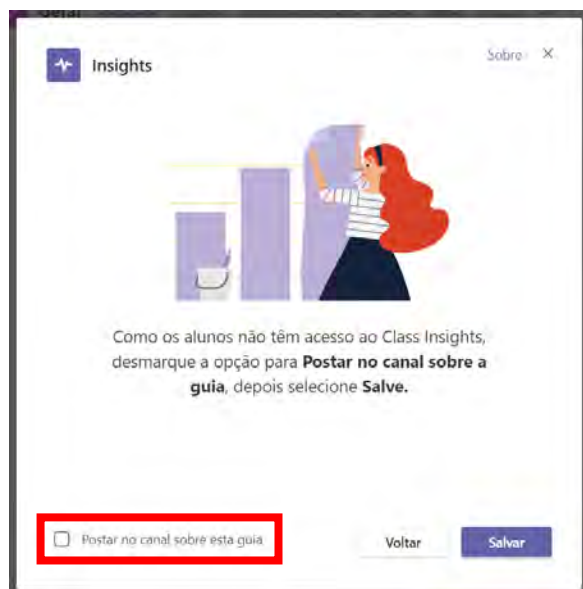 Geral
Insights
Sobre
Como os alunos não têm acesso ao Class Insights,
desmarque a opção para Postar no canal sobre a
guia, depois selecione Salve.
Postar no canal sobre esta guia
Voltar
Salvar